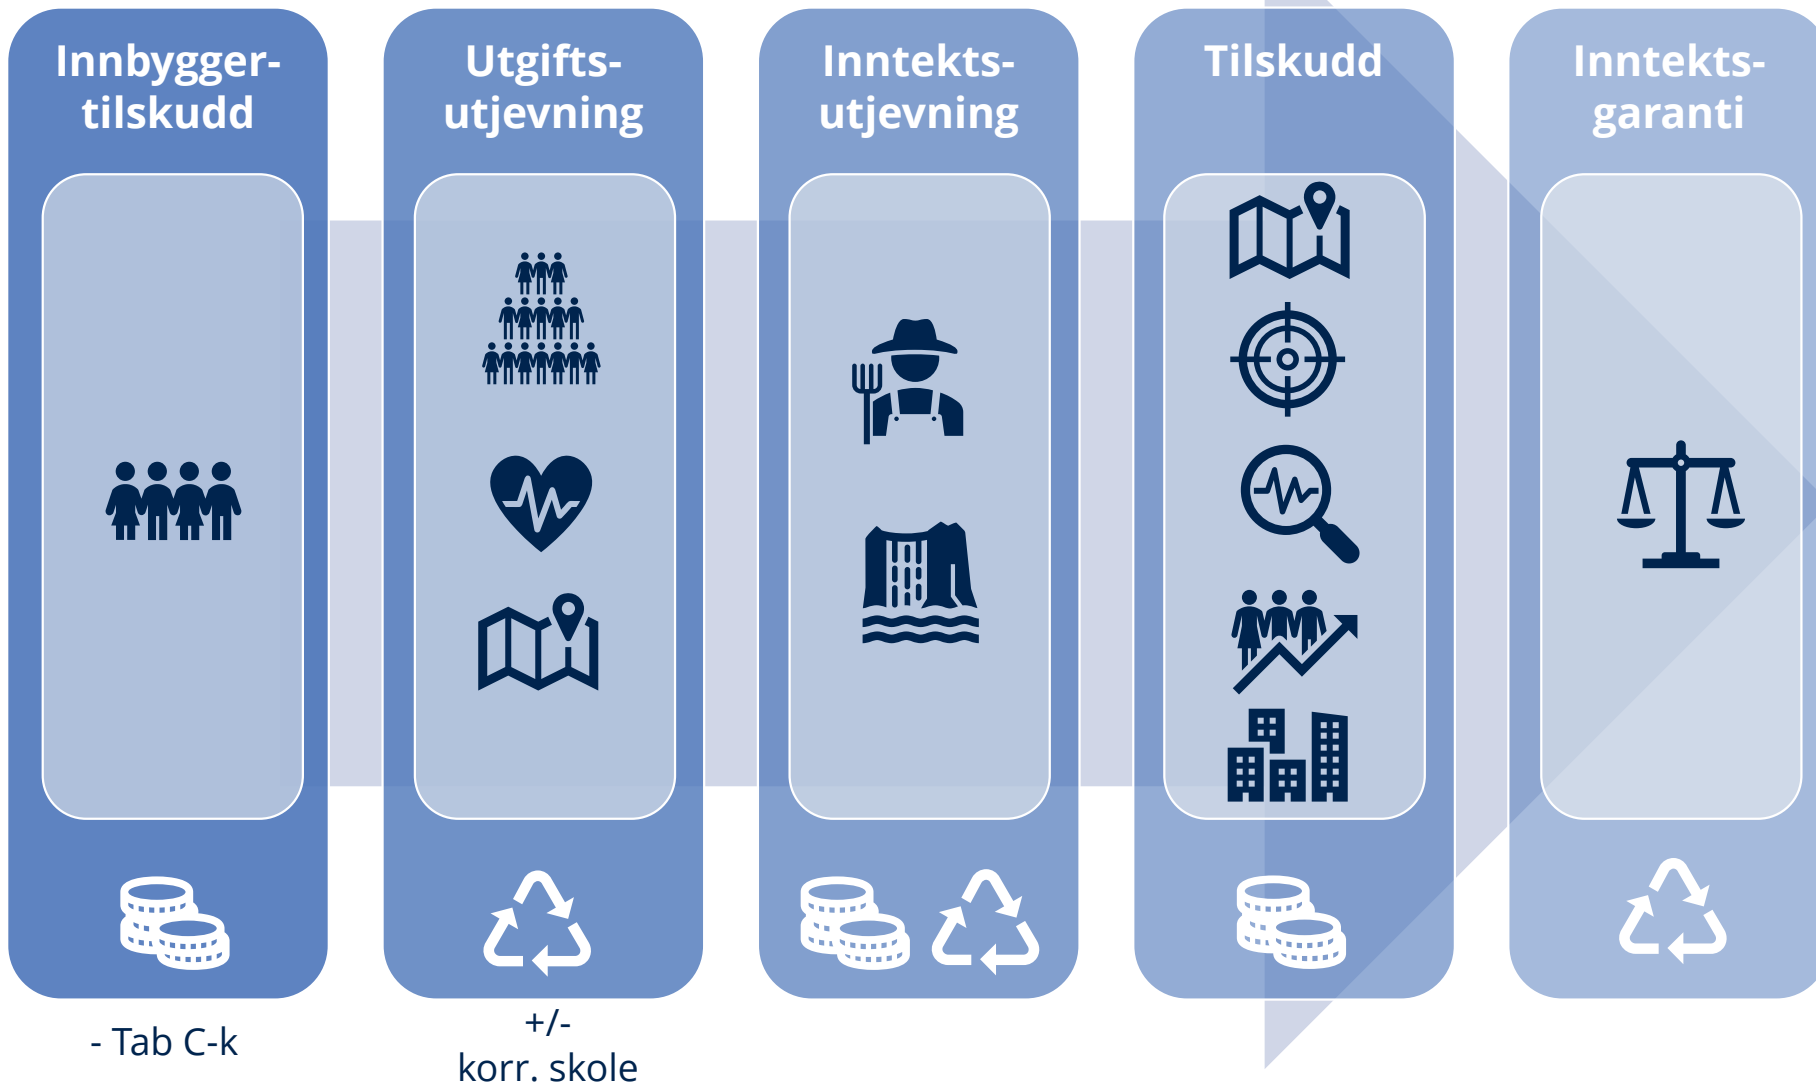 Innbygger-
tilskudd
Utgifts-
utjevning
Inntekts-
utjevning
Tilskudd
Inntekts-
garanti
- Tab C-k
+/-
korr. skole